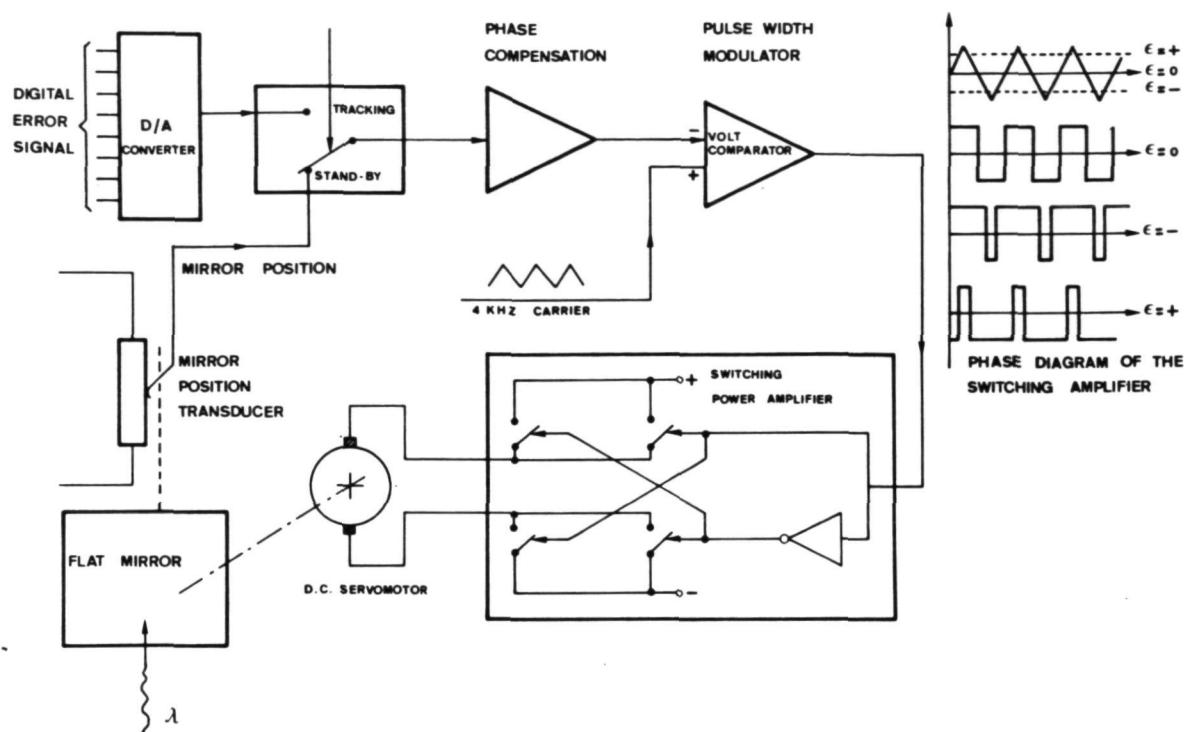 PHASE
COMPENSATION
PULSE WIDTH
MODULATOR
DIGITAL
ERROR
SIGNAL
D/A
CONVERTER
TRACKING
STAND-BY
MIRROR POSITION
−
VOLT
COMPARATOR
+
4 KHZ CARRIER
ϵ=+
ϵ=0
ϵ=−
ϵ=0
ϵ=−
ϵ=+
PHASE DIAGRAM OF THE
SWITCHING AMPLIFIER
MIRROR
POSITION
TRANSDUCER
+ SWITCHING
POWER AMPLIFIER
−
FLAT MIRROR
D.C. SERVOMOTOR
λ